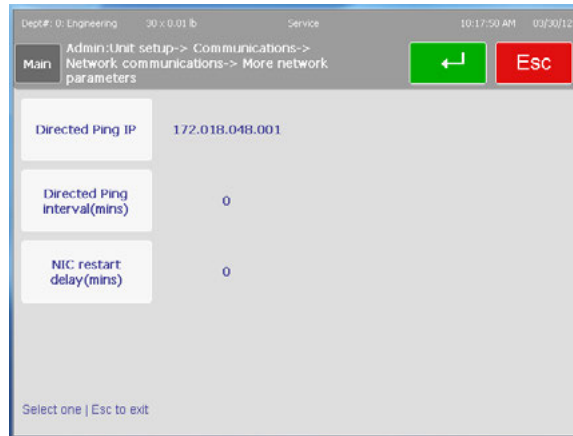 Dept#: 0: Engineering 30 x 0.01 lb Service 10:17:50 AM 03/30/12
Main
Admin:Unit setup-> Communications->
Network communications-> More network
parameters
Esc
Directed Ping IP 172.018.048.001
Directed Ping
interval(mins) 0
NIC restart
delay(mins) 0
Select one | Esc to exit